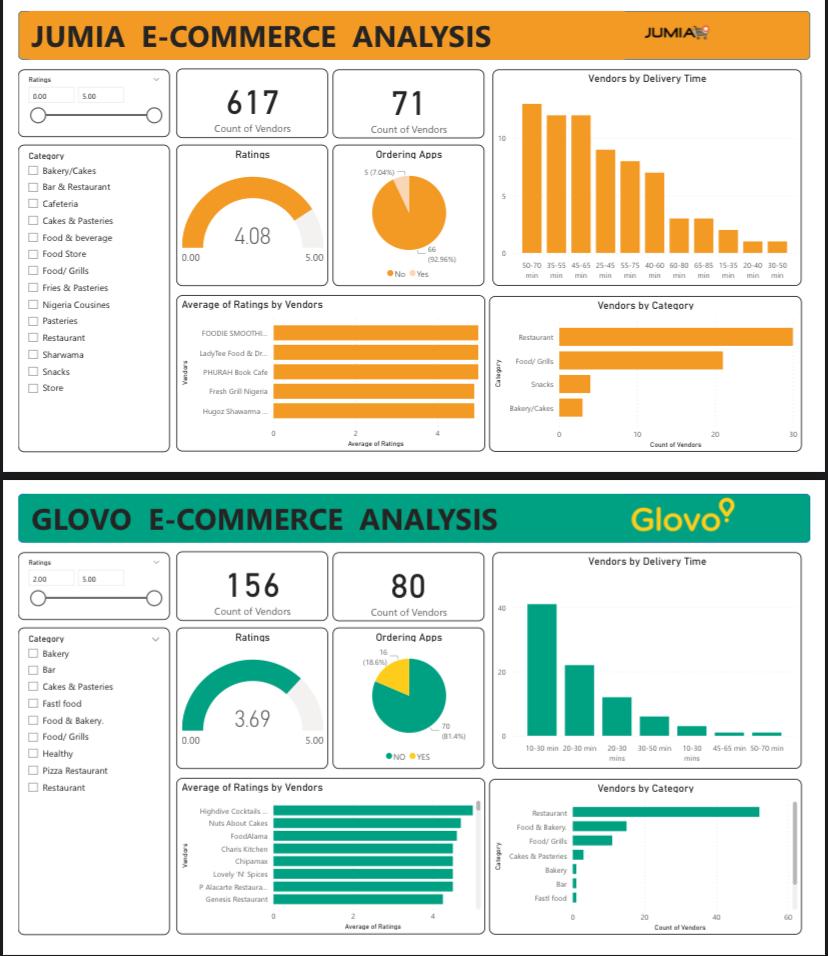 JUMIA E-COMMERCE ANALYSIS
JUMIA
Ratings
0.00 5.00
617
Count of Vendors
71
Count of Vendors
Category
Bakery/Cakes
Bar & Restaurant
Cafeteria
Cakes & Pasteries
Food & beverage
Food Store
Food/ Grills
Fries & Pasteries
Nigeria Cousines
Pasteries
Restaurant
Sharwama
Snacks
Store
Ratings
4.08
0.00 5.00
Ordering Apps
5 (7.04%)
66
(92.96%)
No Yes
Vendors by Delivery Time
10
5
0
50-70 min 35-55 min 45-65 min 25-45 min 55-75 min 40-60 min 60-80 min 65-85 min 15-35 min 20-40 min 30-50 min
Average of Ratings by Vendors
Vendors
FOODIE SMOOTHI...
LadyTee Food & Dr...
PHURAH Book Cafe
Fresh Grill Nigeria
Hugoz Shawarma ...
0 2 4
Average of Ratings
Vendors by Category
Category
Restaurant
Food/ Grills
Snacks
Bakery/Cakes
0 10 20 30
Count of Vendors
GLOVO E-COMMERCE ANALYSIS
Glovo
Ratings
2.00 5.00
156
Count of Vendors
80
Count of Vendors
Category
Bakery
Bar
Cakes & Pasteries
Fastl food
Food & Bakery.
Food/ Grills
Healthy
Pizza Restaurant
Restaurant
Ratings
3.69
0.00 5.00
Ordering Apps
16
(18.6%)
70
(81.4%)
NO YES
Vendors by Delivery Time
40
20
0
10-30 min 20-30 min 20-30 mins 30-50 min 10-30 mins 45-65 min 50-70 min
Average of Ratings by Vendors
Vendors
Highdive Cocktails ...
Nuts About Cakes
FoodAlama
Charis Kitchen
Chipamax
Lovely 'N' Spices
P Alacarte Restaura...
Genesis Restaurant
0 2 4
Average of Ratings
Vendors by Category
Category
Restaurant
Food & Bakery.
Food/ Grills
Cakes & Pasteries
Bakery
Bar
Fastl food
0 20 40 60
Count of Vendors